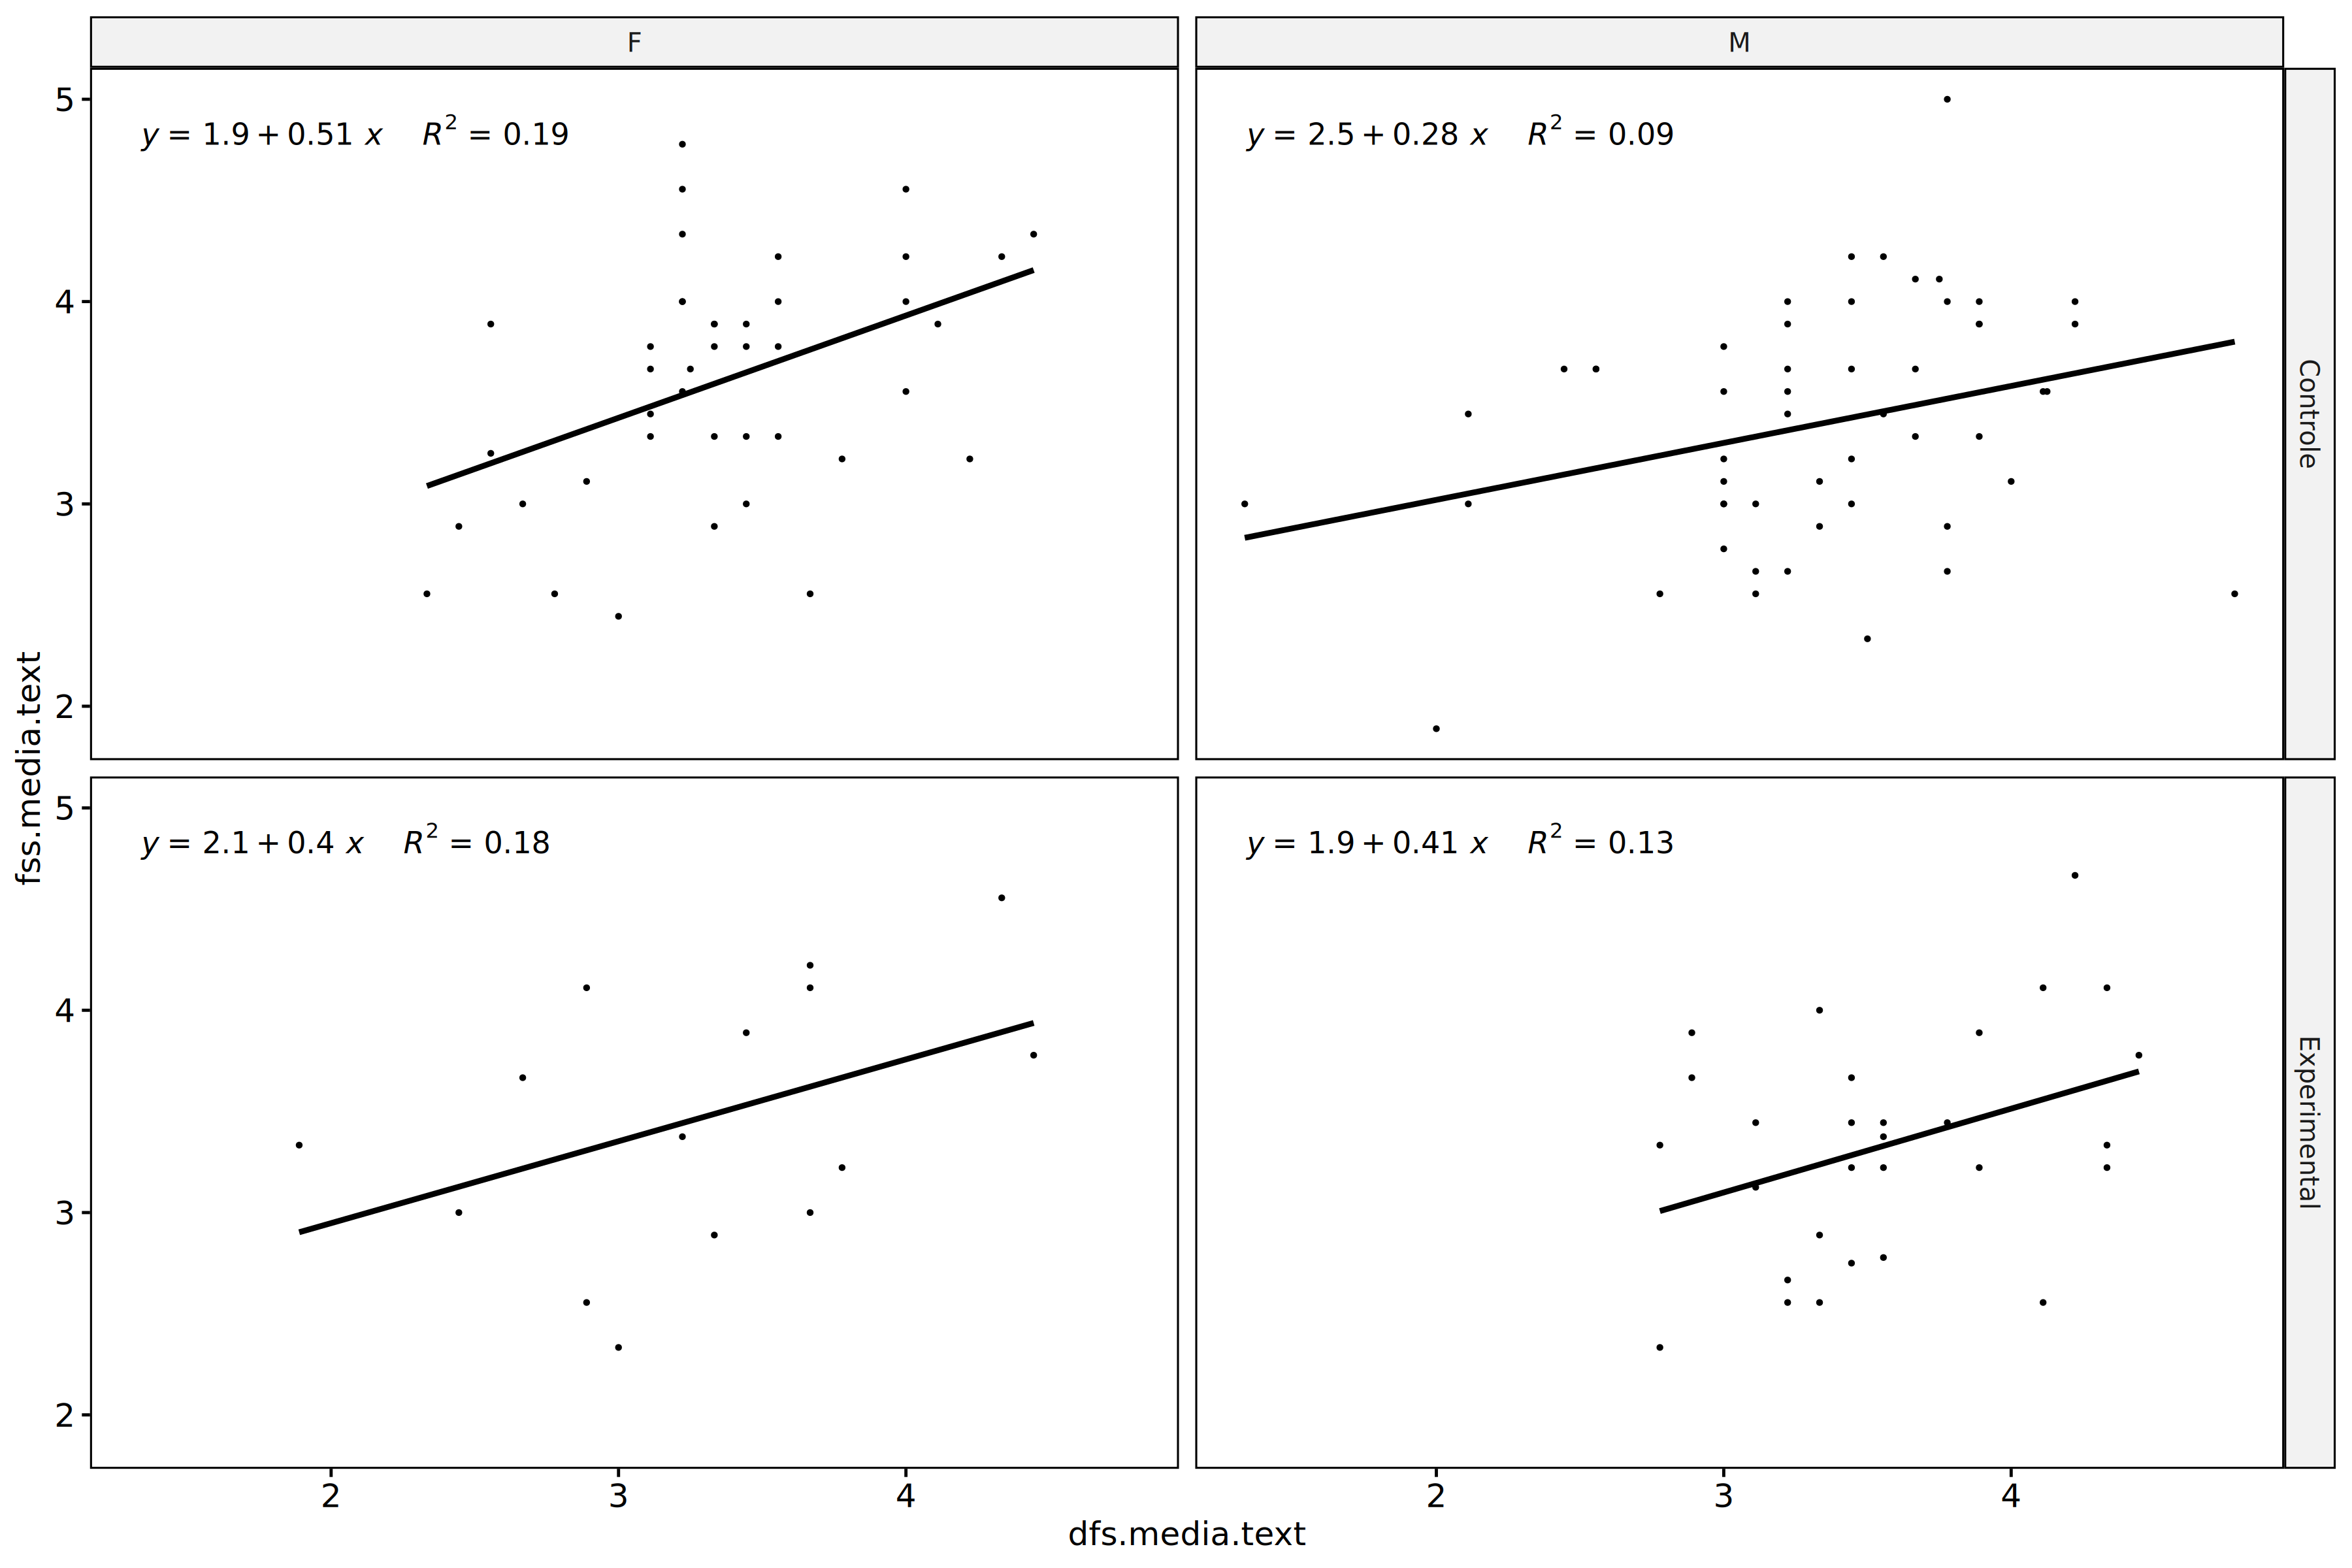 F
M
5
4
3
2
y = 1.9 + 0.51 x R² = 0.19
y = 2.5 + 0.28 x R² = 0.09
Controle
fss.media.text
5
4
3
2
y = 2.1 + 0.4 x R² = 0.18
y = 1.9 + 0.41 x R² = 0.13
Experimental
2 3 4
2 3 4
dfs.media.text